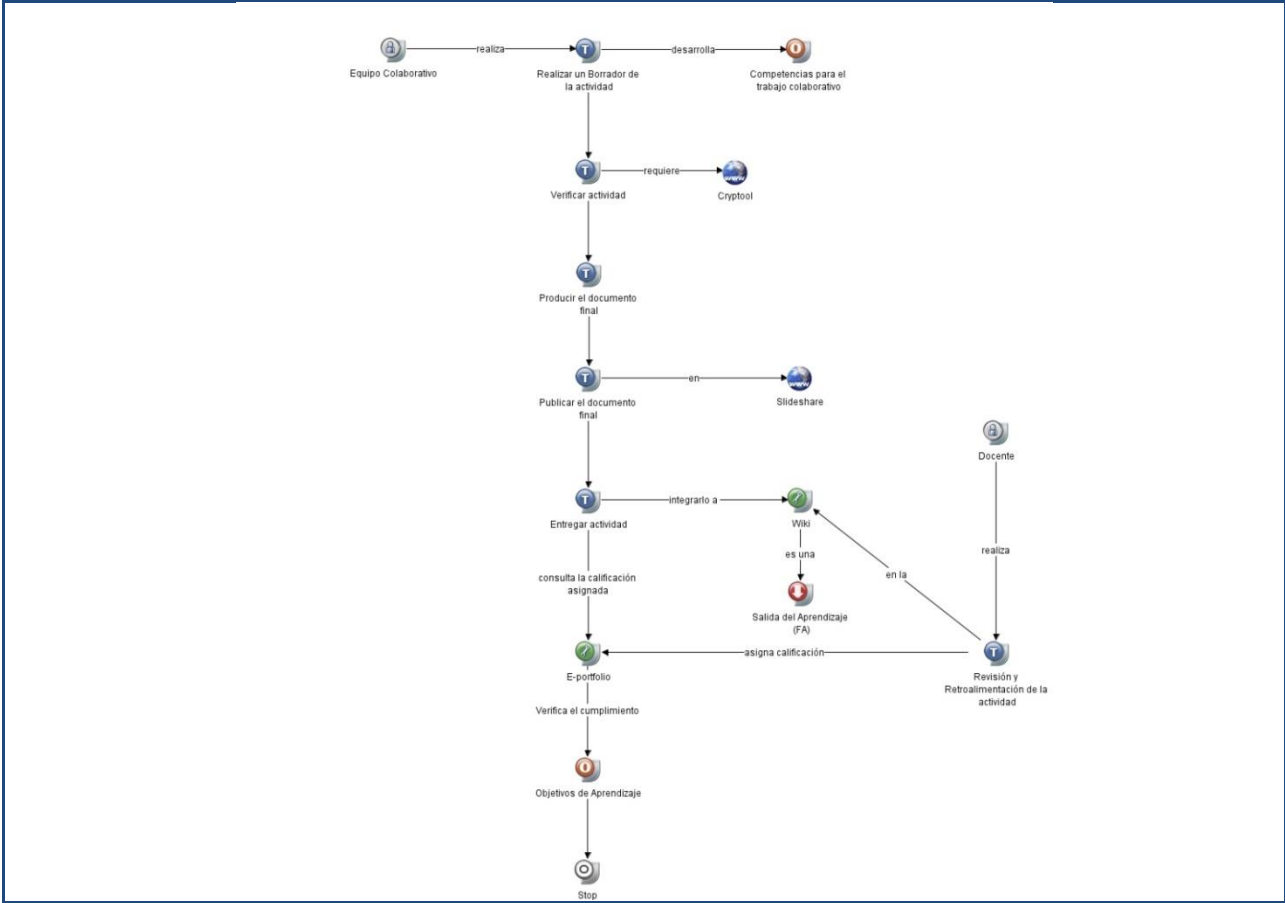 realiza
desarrolla
Equipo Colaborativo
Realizar un Borrador de
la actividad
Competencias para el
trabajo colaborativo
T
requiere
www
Verificar actividad
Cryptool
T
Producir el documento
final
T
en
www
Publicar el documento
final
Slideshare
Docente
T
integrarlo a
Entregar actividad
Wiki
es una
realiza
consulta la calificación
asignada
en la
Salida del Aprendizaje
(FA)
asigna calificación
T
E-portfolio
Revisión y
Retroalimentación de la
actividad
Verifica el cumplimiento
Objetivos de Aprendizaje
Stop